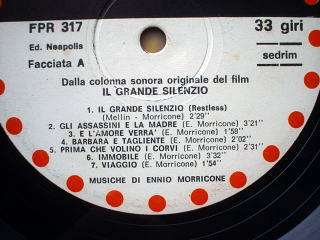 FPR 317
33 giri
Ed. Neapolis
sedrim
Facciata A
Dalla colonna sonora originale del film
IL GRANDE SILENZIO
1. IL GRANDE SILENZIO (Restless)
(Mellin - Morricone) 2'29"
2. GLI ASSASSINI E LA MADRE (E. Morricone) 3'21"
3. E L'AMORE VERRA' (E. Morricone) 1'58"
4. BARBARA E TAGLIENTE (E. Morricone) 2'02"
5. PRIMA CHE VOLINO I CORVI (E. Morricone) 2'31"
6. IMMOBILE (E. Morricone) 3'32"
7. VIAGGIO (E. Morricone) 1'54"
MUSICHE DI ENNIO MORRICONE